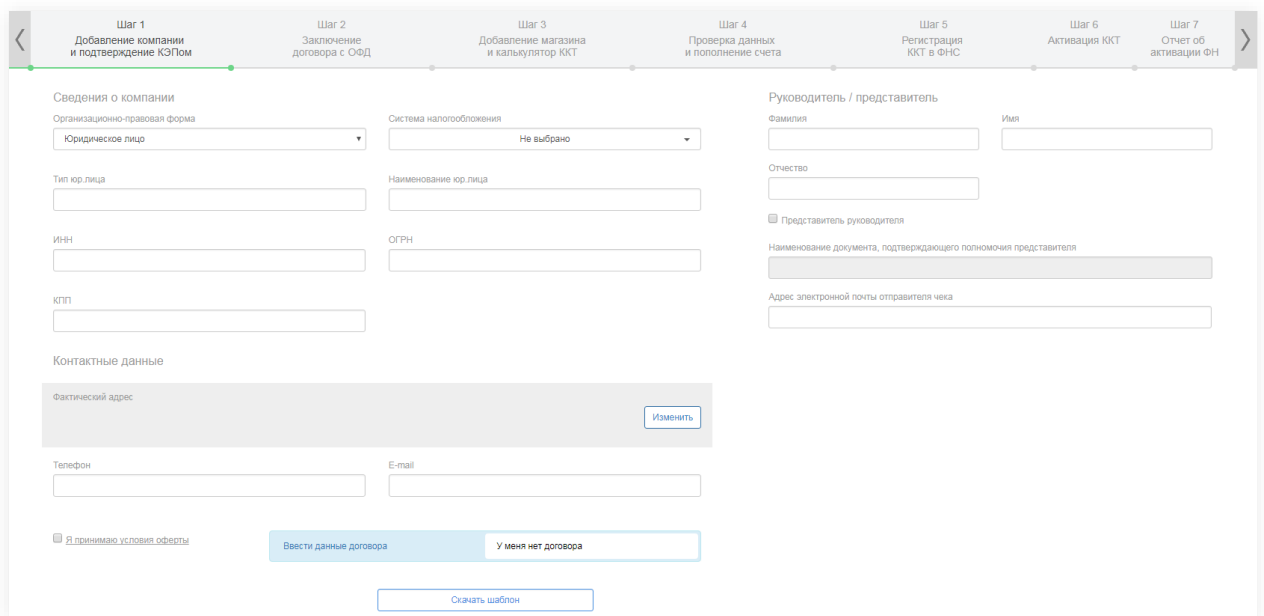 Шаг 1
Добавление компании
и подтверждение КЭПом
Шаг 2
Заключение
договора с ОФД
Шаг 3
Добавление магазина
и калькулятор ККТ
Шаг 4
Проверка данных
и пополнение счета
Шаг 5
Регистрация
ККТ в ФНС
Шаг 6
Активация ККТ
Шаг 7
Отчет об
активации ФН
Сведения о компании
Организационно-правовая форма
Юридическое лицо
Система налогообложения
Не выбрано
Тип юр.лица
Наименование юр.лица
ИНН
ОГРН
КПП
Руководитель / представитель
Фамилия
Имя
Отчество
Представитель руководителя
Наименование документа, подтверждающего полномочия представителя
Адрес электронной почты отправителя чека
Контактные данные
Фактический адрес
Изменить
Телефон
E-mail
Я принимаю условия оферты
Ввести данные договора
У меня нет договора
Скачать шаблон